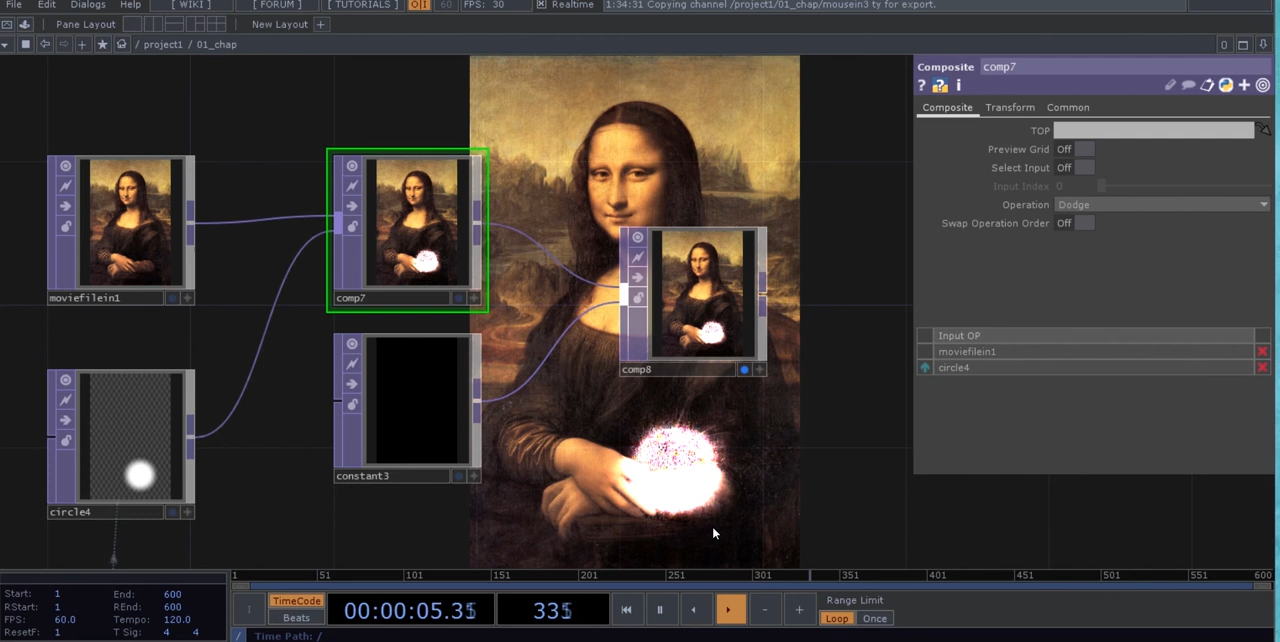 File Edit Dialogs Help [ WIKI ] [ FORUM ] [ TUTORIALS ] O|I 60 FPS: 30 Realtime 1:34:31 Copying channel /project1/01_chap/mousein3 ty for export.
Pane Layout New Layout +
/ project1 / 01_chap 0
Composite comp7
? ? i
Composite Transform Common
TOP
Preview Grid Off
Select Input Off
Input Index 0
Operation Dodge
Swap Operation Order Off
Input OP
moviefilein1
circle4
moviefilein1
comp7
comp8
constant3
circle4
1 51 101 151 201 251 301 351 401 451 501 551 600
Start: 1 End: 600
RStart: 1 REnd: 600
FPS: 60.0 Tempo: 120.0
ResetF: 1 T Sig: 4 4
TimeCode
Beats
Range Limit
Loop Once
/ Time Path: /